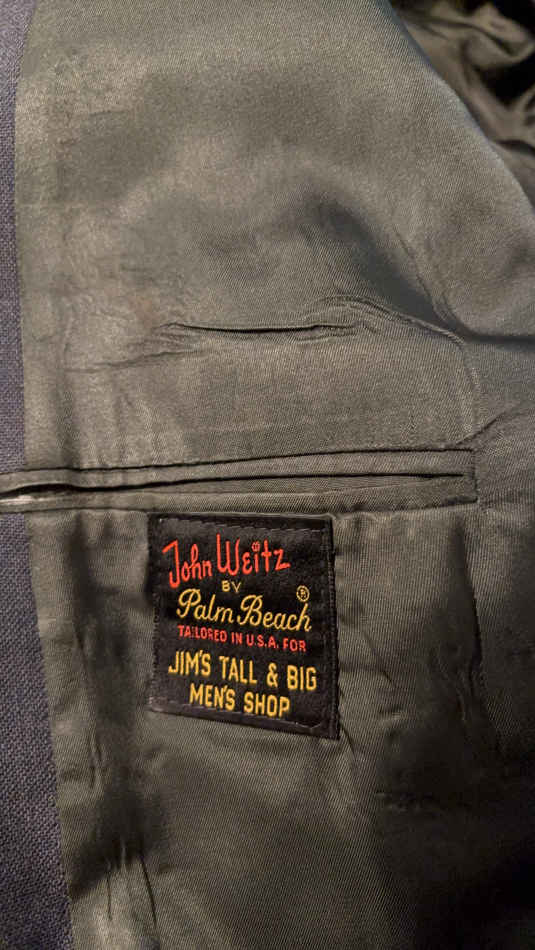 John Weitz
BY
Palm Beach ®
TAILORED IN U.S.A. FOR
JIM'S TALL & BIG
MEN'S SHOP